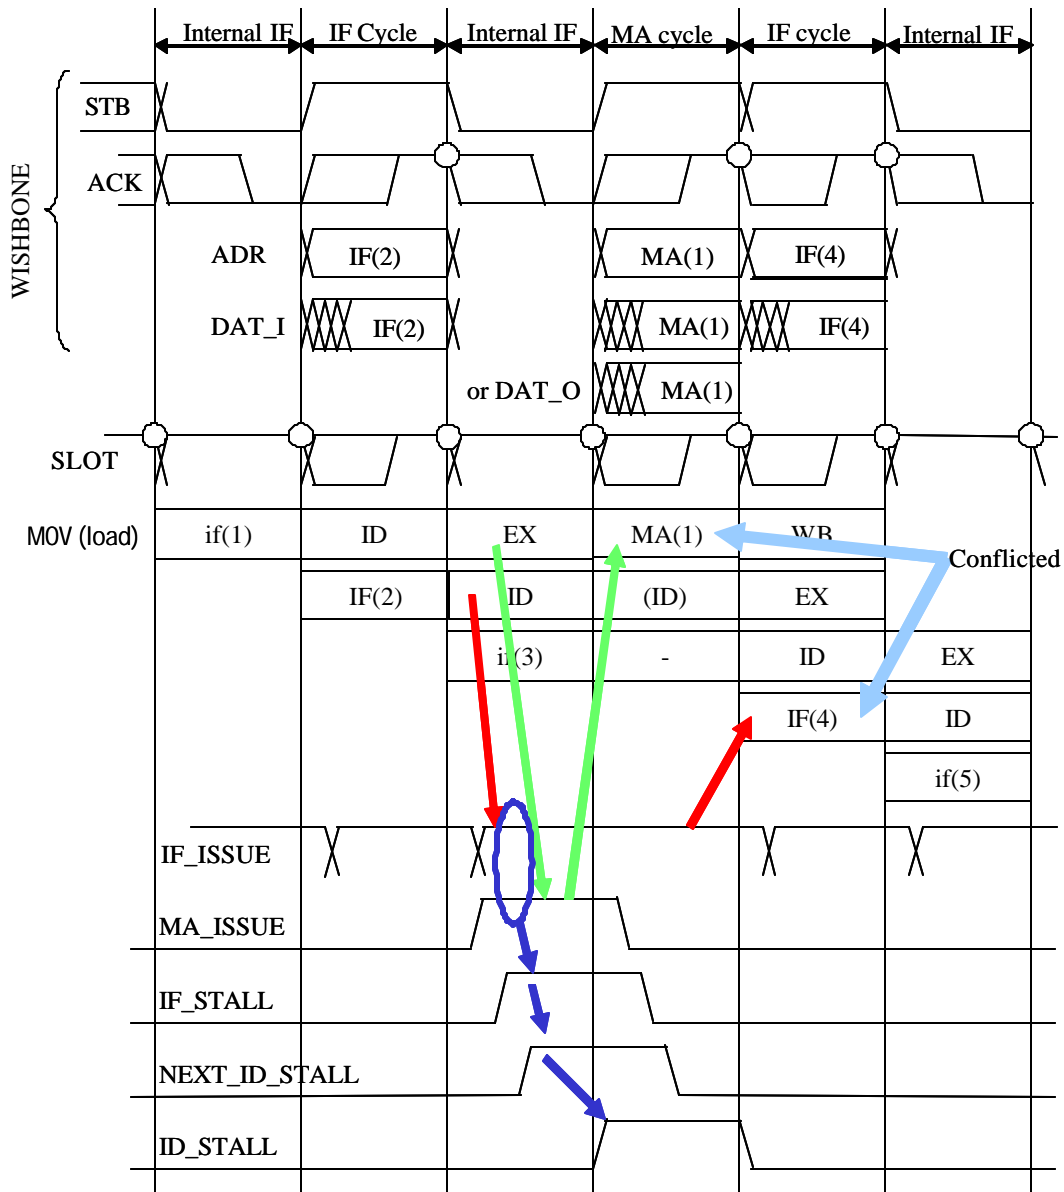 Internal IF IF Cycle Internal IF MA cycle IF cycle Internal IF
STB
ACK
WISHBONE
ADR IF(2) MA(1) IF(4)
DAT_I IF(2) MA(1) IF(4)
or DAT_O MA(1)
SLOT
MOV (load) if(1) ID EX MA(1) WB
Conflicted
IF(2) ID (ID) EX
if(3) - ID EX
IF(4) ID
if(5)
IF_ISSUE
MA_ISSUE
IF_STALL
NEXT_ID_STALL
ID_STALL